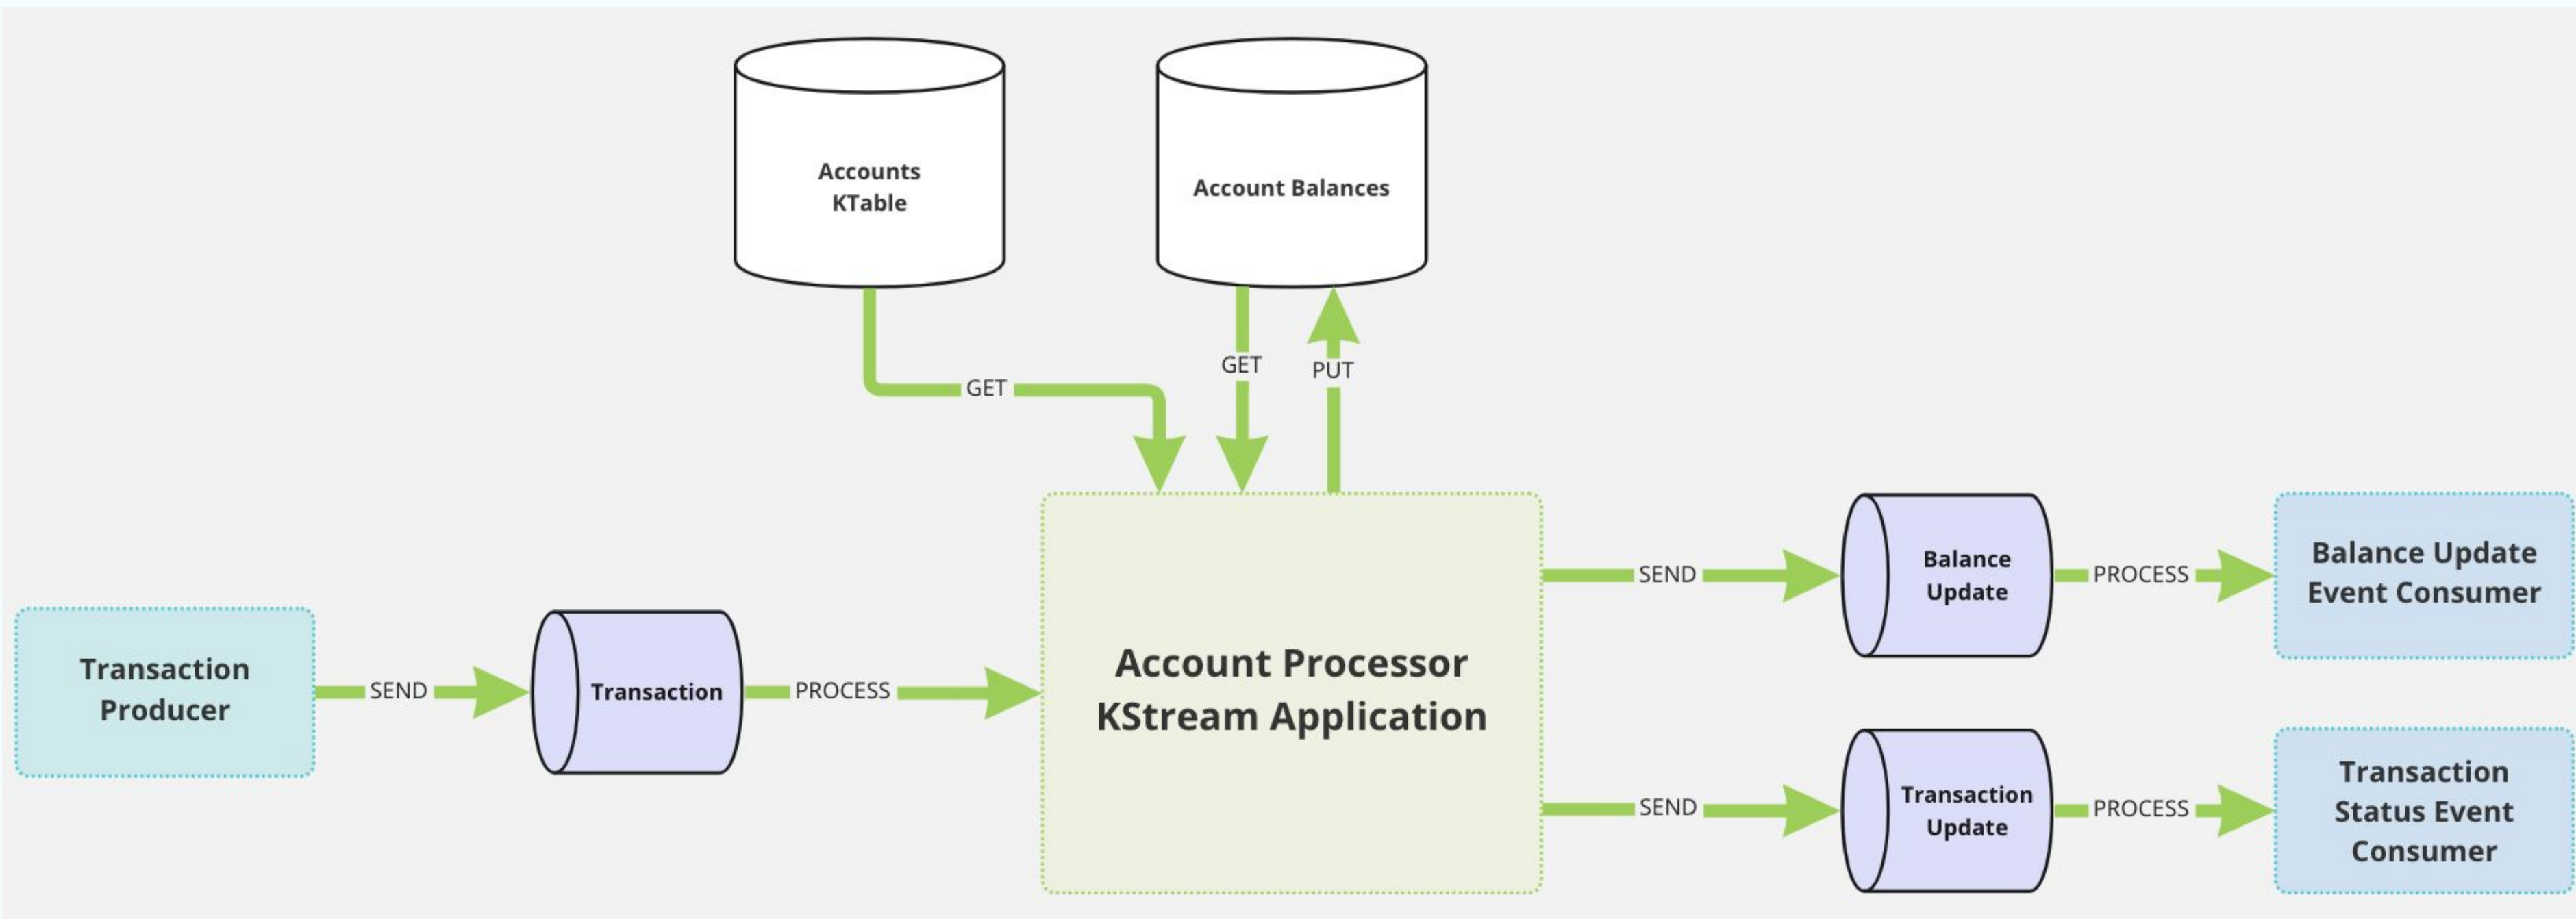 Accounts
KTable
Account Balances
GET
GET
PUT
Transaction
Producer
SEND
Transaction
PROCESS
Account Processor
KStream Application
SEND
Balance
Update
PROCESS
Balance Update
Event Consumer
SEND
Transaction
Update
PROCESS
Transaction
Status Event
Consumer